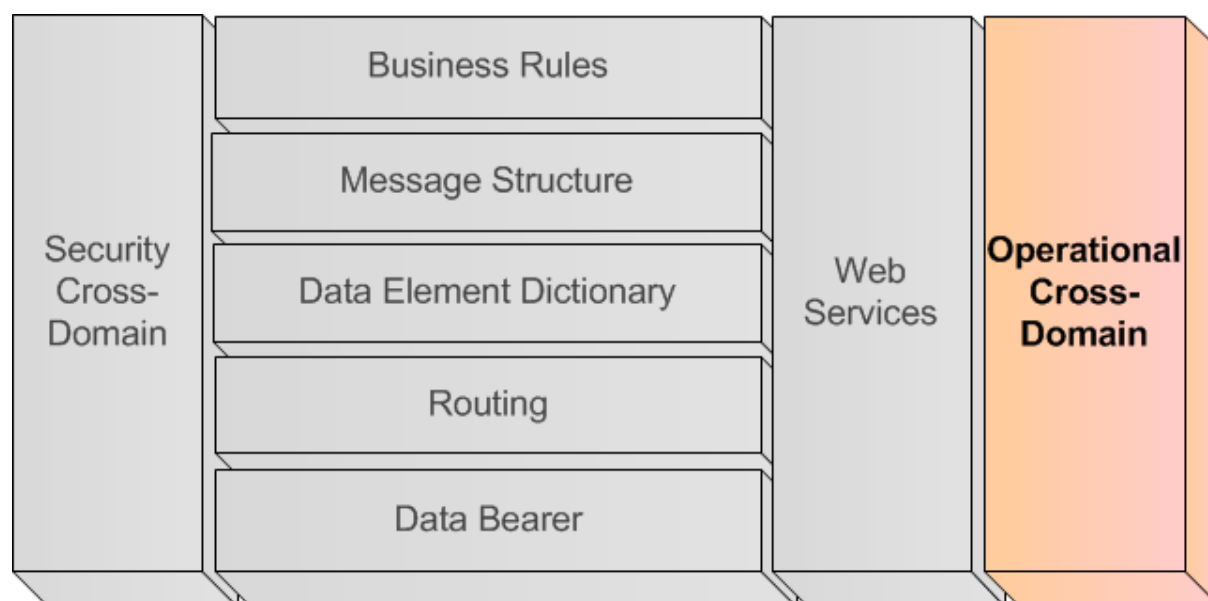 Security
Cross-
Domain
Business Rules
Message Structure
Data Element Dictionary
Routing
Data Bearer
Web
Services
Operational
Cross-
Domain